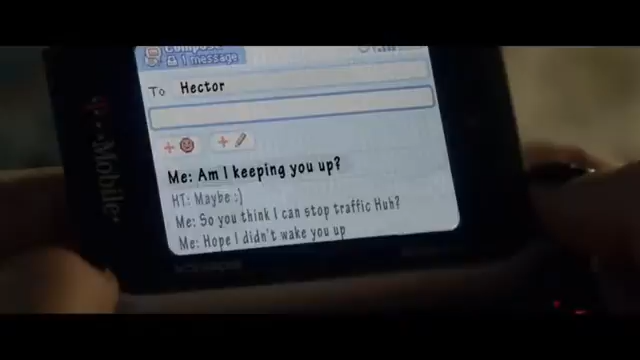 Compose
1 message
To Hector
Me: Am I keeping you up?
HT: Maybe :)
Me: So you think I can stop traffic Huh?
Me: Hope I didn't wake you up
T··Mobile·